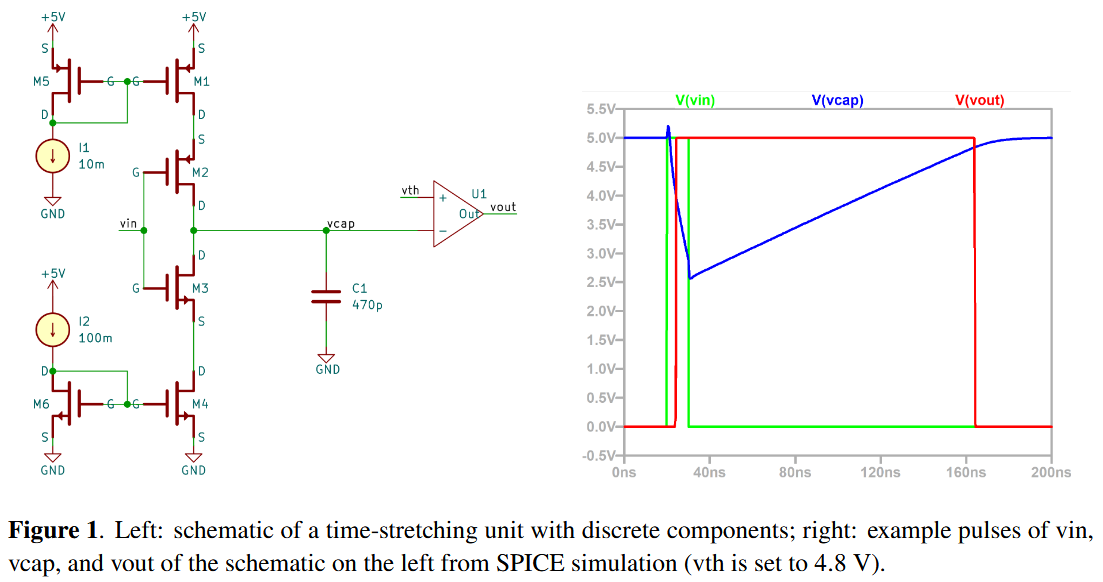 +5V
+5V
S
S
M5
G
G
M1
D
D
I1
10m
S
G
M2
GND
D
vin
vcap
vth
+
U1
Out
vout
-
+5V
D
G
M3
C1
470p
S
I2
100m
GND
D
D
M6
G
G
M4
S
S
GND
GND
V(vin)
V(vcap)
V(vout)
5.5V
5.0V
4.5V
4.0V
3.5V
3.0V
2.5V
2.0V
1.5V
1.0V
0.5V
0.0V
-0.5V
0ns
40ns
80ns
120ns
160ns
200ns
Figure 1. Left: schematic of a time-stretching unit with discrete components; right: example pulses of vin,
vcap, and vout of the schematic on the left from SPICE simulation (vth is set to 4.8 V).